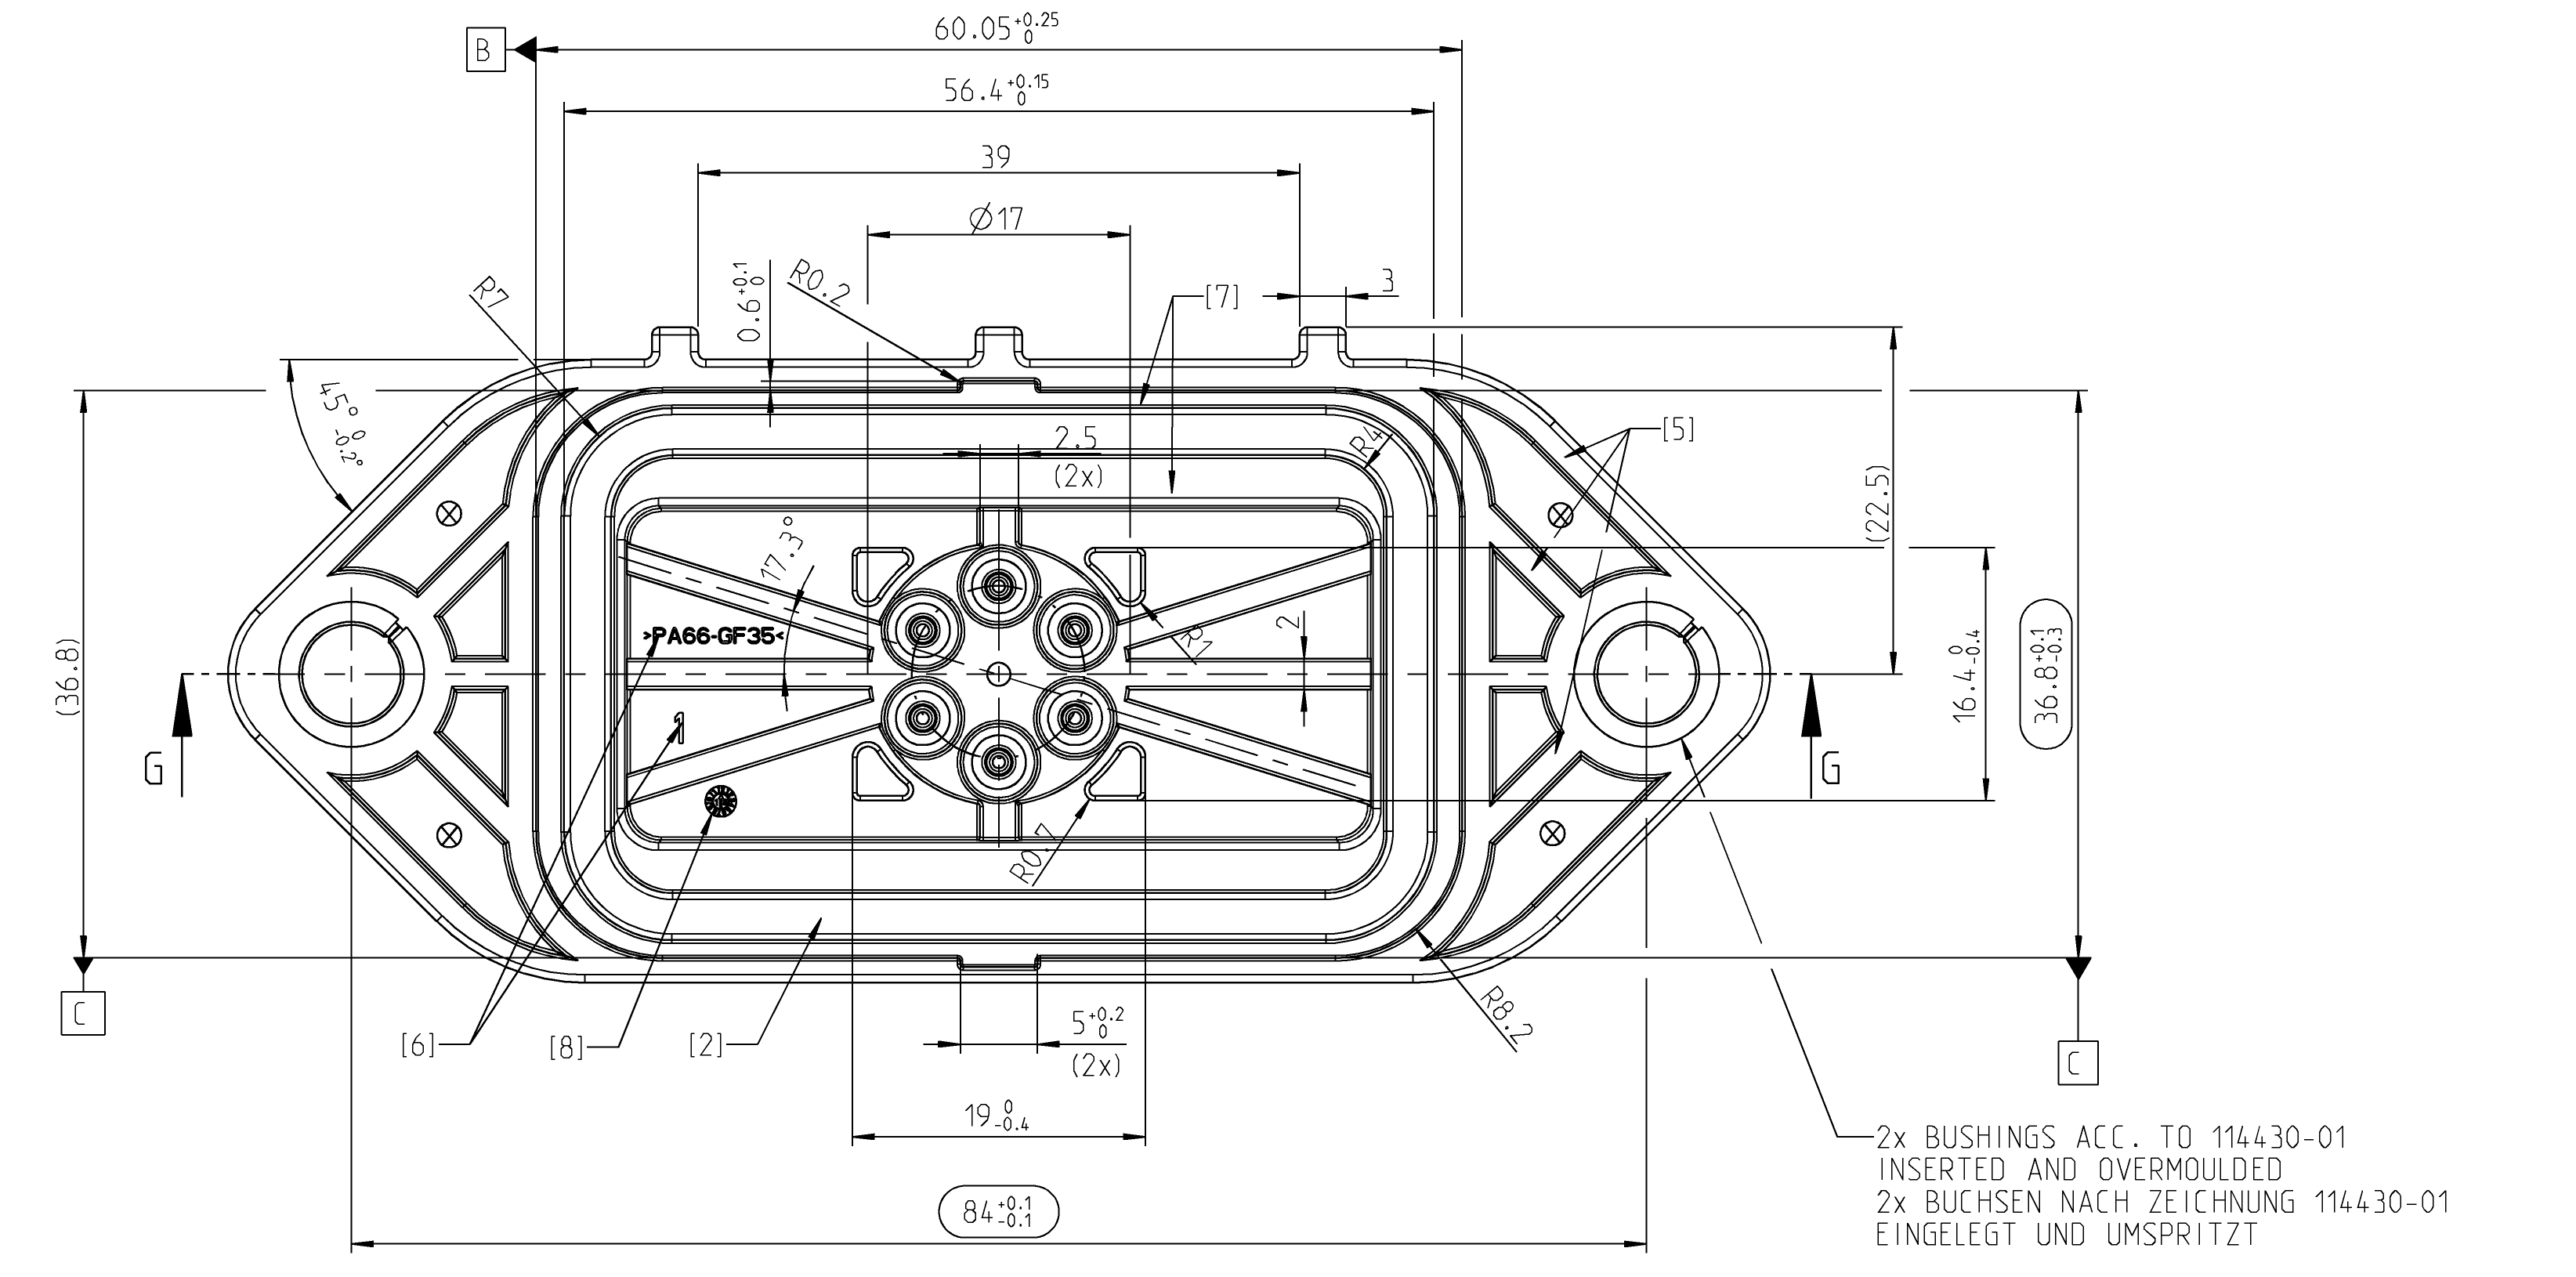 60.05 +0.25 0
B
56.4 +0.15 0
39
Ø17
0.6 +0.1 0
R0.2
[7]
3
R7
45° 0 -0.2°
2.5
(2x)
R4
[5]
(22.5)
17.3°
>PA66-GF35<
R1
2
16.4 0 -0.4
36.8 +0.1 -0.3
(36.8)
1
G
G
R0.7
R8.2
C
[6]
[8]
[2]
5 +0.2 0
(2x)
C
19 0 -0.4
84 +0.1 -0.1
2x BUSHINGS ACC. TO 114430-01
INSERTED AND OVERMOULDED
2x BUCHSEN NACH ZEICHNUNG 114430-01
EINGELEGT UND UMSPRITZT